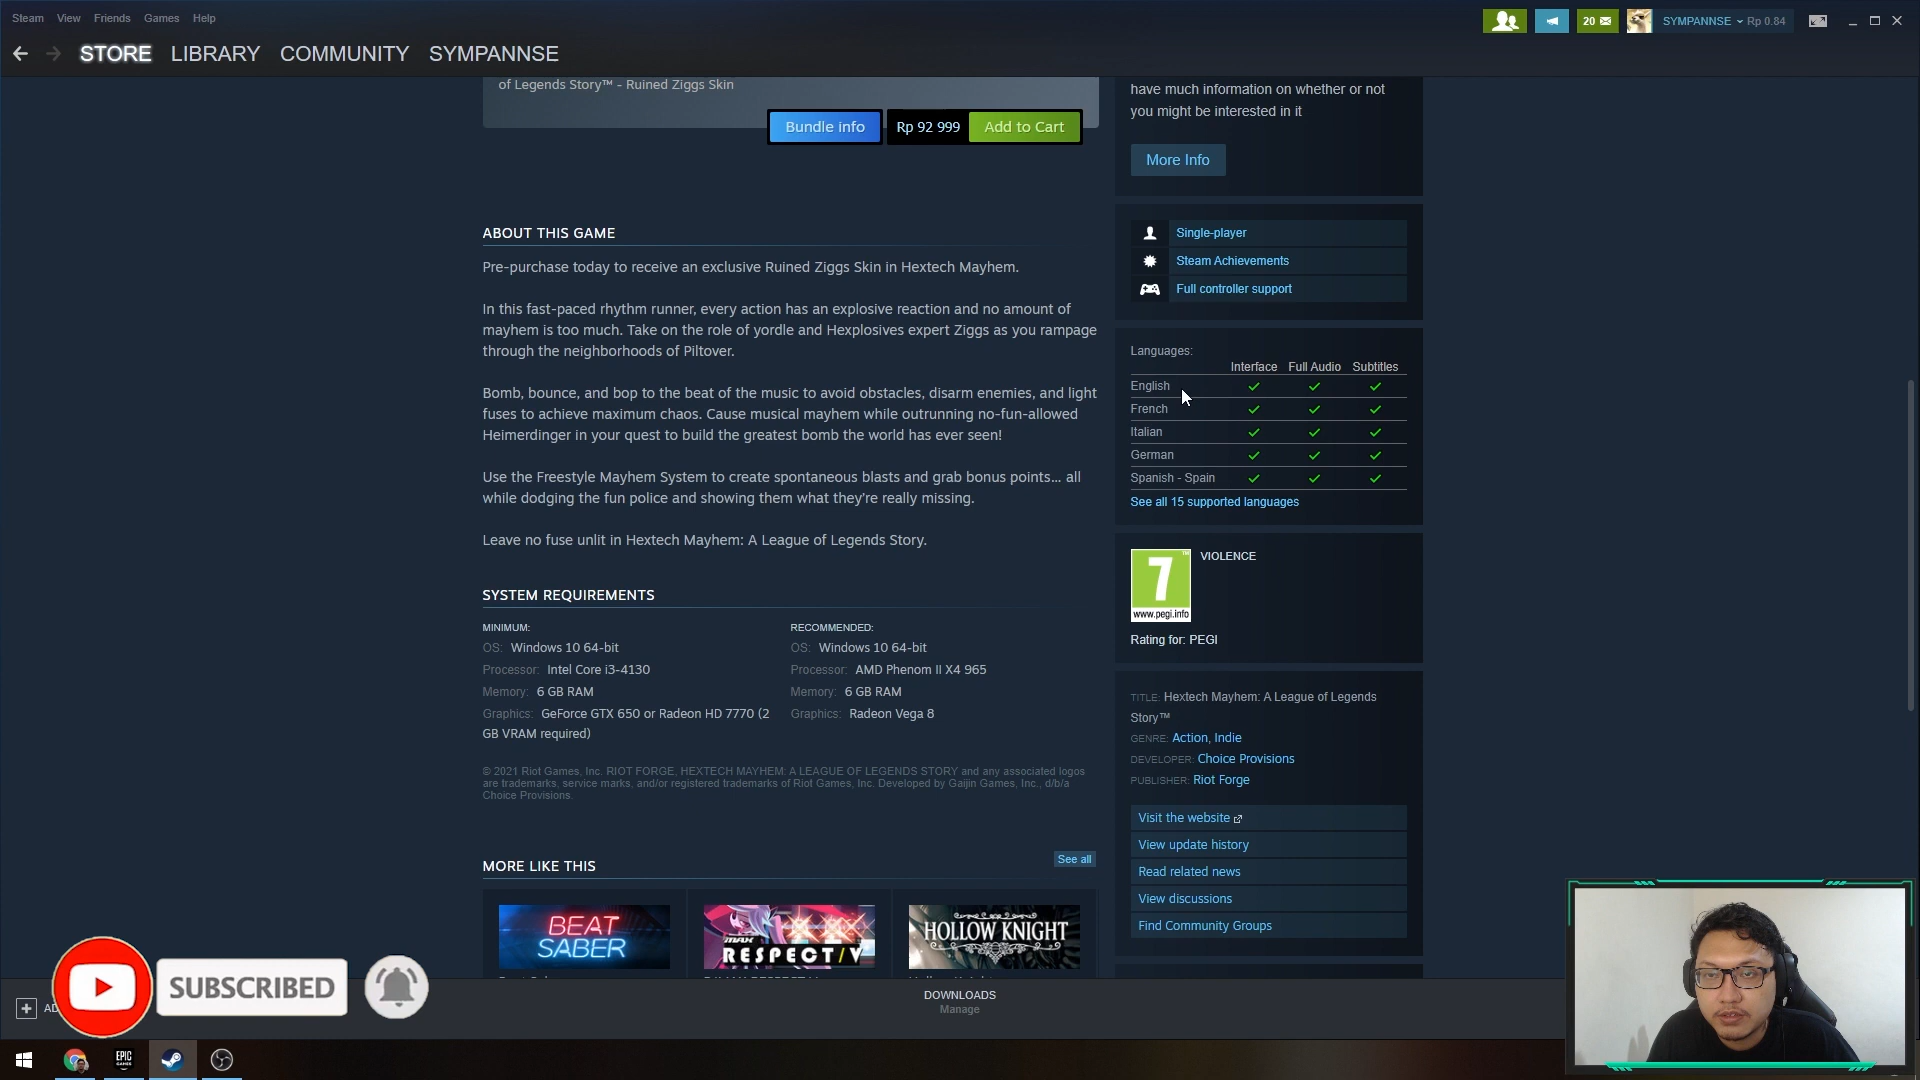 Steam View Friends Games Help
20
SYMPANNSE Rp 0.84
STORE LIBRARY COMMUNITY SYMPANNSE
of Legends Story™ - Ruined Ziggs Skin
Bundle info Rp 92 999 Add to Cart
ABOUT THIS GAME
Pre-purchase today to receive an exclusive Ruined Ziggs Skin in Hextech Mayhem.
In this fast-paced rhythm runner, every action has an explosive reaction and no amount of
mayhem is too much. Take on the role of yordle and Hexplosives expert Ziggs as you rampage
through the neighborhoods of Piltover.
Bomb, bounce, and bop to the beat of the music to avoid obstacles, disarm enemies, and light
fuses to achieve maximum chaos. Cause musical mayhem while outrunning no-fun-allowed
Heimerdinger in your quest to build the greatest bomb the world has ever seen!
Use the Freestyle Mayhem System to create spontaneous blasts and grab bonus points... all
while dodging the fun police and showing them what they're really missing.
Leave no fuse unlit in Hextech Mayhem: A League of Legends Story.
SYSTEM REQUIREMENTS
MINIMUM:
OS: Windows 10 64-bit
Processor: Intel Core i3-4130
Memory: 6 GB RAM
Graphics: GeForce GTX 650 or Radeon HD 7770 (2
GB VRAM required)
RECOMMENDED:
OS: Windows 10 64-bit
Processor: AMD Phenom II X4 965
Memory: 6 GB RAM
Graphics: Radeon Vega 8
© 2021 Riot Games, Inc. RIOT FORGE, HEXTECH MAYHEM: A LEAGUE OF LEGENDS STORY and any associated logos
are trademarks, service marks, and/or registered trademarks of Riot Games, Inc. Developed by Gaijin Games, Inc., d/b/a
Choice Provisions.
MORE LIKE THIS
See all
BEAT
SABER
RESPECT/V
HOLLOW KNIGHT
have much information on whether or not
you might be interested in it
More Info
Single-player
Steam Achievements
Full controller support
Languages:
Interface Full Audio Subtitles
English
French
Italian
German
Spanish - Spain
See all 15 supported languages
7
www.pegi.info
VIOLENCE
Rating for: PEGI
TITLE: Hextech Mayhem: A League of Legends
Story™
GENRE: Action, Indie
DEVELOPER: Choice Provisions
PUBLISHER: Riot Forge
Visit the website
View update history
Read related news
View discussions
Find Community Groups
SUBSCRIBED
DOWNLOADS
Manage
EPIC
GAMES